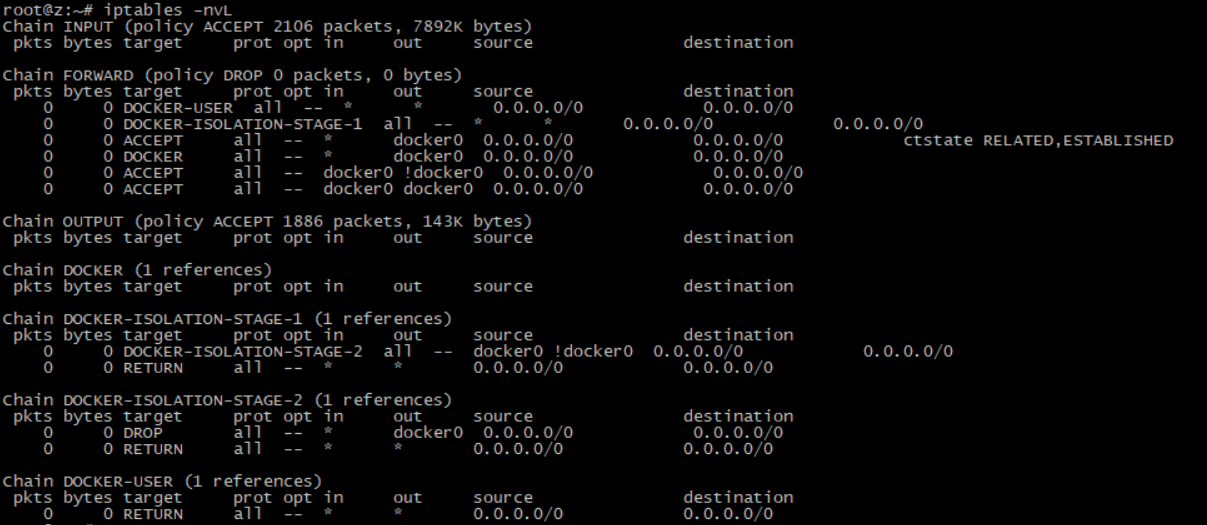 root@z:~# iptables -nvL
Chain INPUT (policy ACCEPT 2106 packets, 7892K bytes)
 pkts bytes target     prot opt in     out     source               destination

Chain FORWARD (policy DROP 0 packets, 0 bytes)
 pkts bytes target     prot opt in     out     source               destination
    0     0 DOCKER-USER  all  --  *      *       0.0.0.0/0            0.0.0.0/0
    0     0 DOCKER-ISOLATION-STAGE-1  all  --  *      *       0.0.0.0/0            0.0.0.0/0
    0     0 ACCEPT     all  --  *      docker0  0.0.0.0/0            0.0.0.0/0            ctstate RELATED,ESTABLISHED
    0     0 DOCKER     all  --  *      docker0  0.0.0.0/0            0.0.0.0/0
    0     0 ACCEPT     all  --  docker0 !docker0  0.0.0.0/0            0.0.0.0/0
    0     0 ACCEPT     all  --  docker0 docker0  0.0.0.0/0            0.0.0.0/0

Chain OUTPUT (policy ACCEPT 1886 packets, 143K bytes)
 pkts bytes target     prot opt in     out     source               destination

Chain DOCKER (1 references)
 pkts bytes target     prot opt in     out     source               destination

Chain DOCKER-ISOLATION-STAGE-1 (1 references)
 pkts bytes target     prot opt in     out     source               destination
    0     0 DOCKER-ISOLATION-STAGE-2  all  --  docker0 !docker0  0.0.0.0/0            0.0.0.0/0
    0     0 RETURN     all  --  *      *       0.0.0.0/0            0.0.0.0/0

Chain DOCKER-ISOLATION-STAGE-2 (1 references)
 pkts bytes target     prot opt in     out     source               destination
    0     0 DROP       all  --  *      docker0  0.0.0.0/0            0.0.0.0/0
    0     0 RETURN     all  --  *      *       0.0.0.0/0            0.0.0.0/0

Chain DOCKER-USER (1 references)
 pkts bytes target     prot opt in     out     source               destination
    0     0 RETURN     all  --  *      *       0.0.0.0/0            0.0.0.0/0